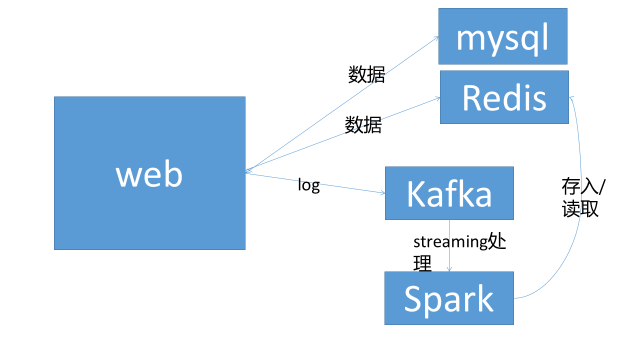 mysql
数据
Redis
数据
web
log
Kafka
存入/
读取
streaming处
理
Spark